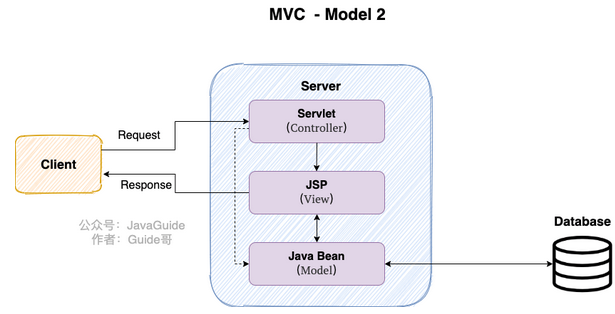 MVC - Model 2
Server
Servlet
(Controller)
Request
Client
Response
JSP
(View)
公众号：JavaGuide
作者：Guide哥
Java Bean
(Model)
Database